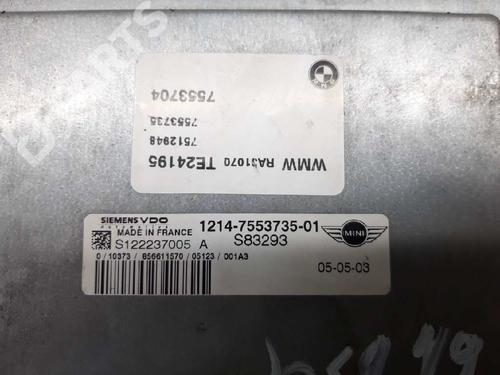 7553704
7553735
7512948
WMW RA31070 TE24195
SIEMENS VDO
MADE IN FRANCE
1214-7553735-01
S122237005 A S83293
MINI
0 / 10373 / 856611570 / 05123 / 001A3
05-05-03